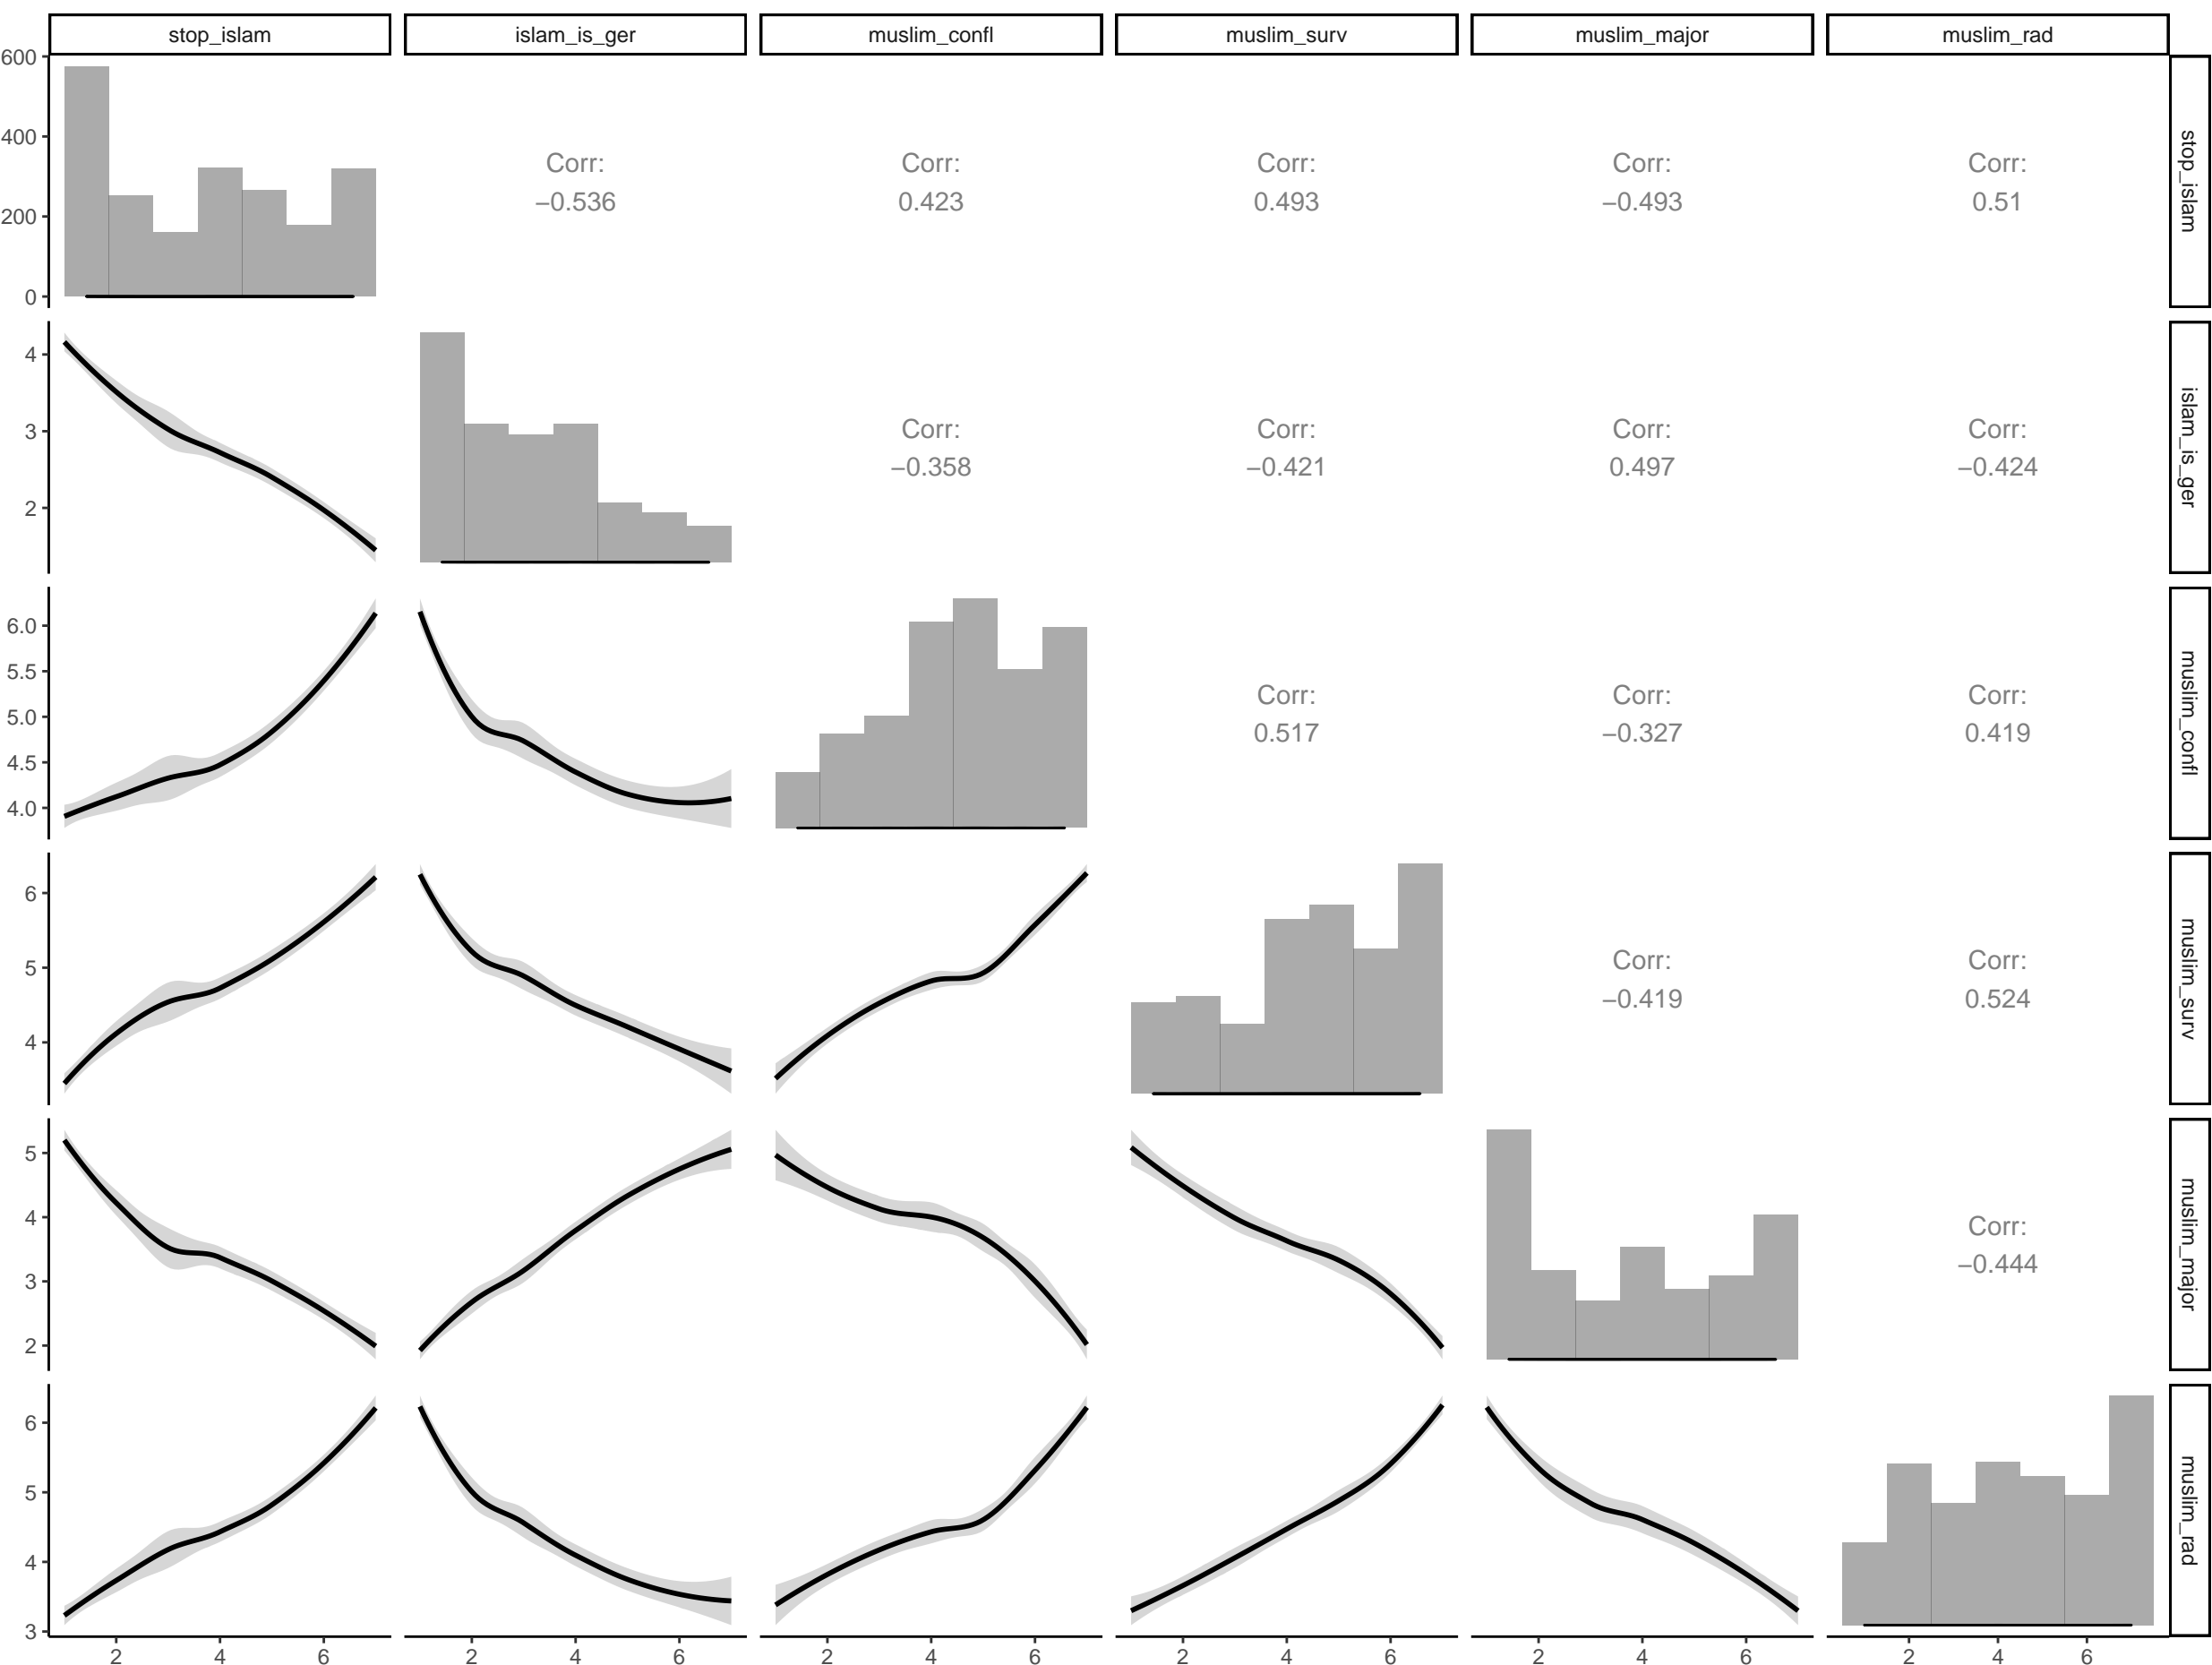 stop_islam islam_is_ger muslim_confl muslim_surv muslim_major muslim_rad
600
400
200
0
Corr:
−0.536
Corr:
0.423
Corr:
0.493
Corr:
−0.493
Corr:
0.51
stop_islam
4
3
2
Corr:
−0.358
Corr:
−0.421
Corr:
0.497
Corr:
−0.424
islam_is_ger
6.0
5.5
5.0
4.5
4.0
Corr:
0.517
Corr:
−0.327
Corr:
0.419
muslim_confl
6
5
4
Corr:
−0.419
Corr:
0.524
muslim_surv
5
4
3
2
Corr:
−0.444
muslim_major
6
5
4
3
muslim_rad
2 4 6 2 4 6 2 4 6 2 4 6 2 4 6 2 4 6